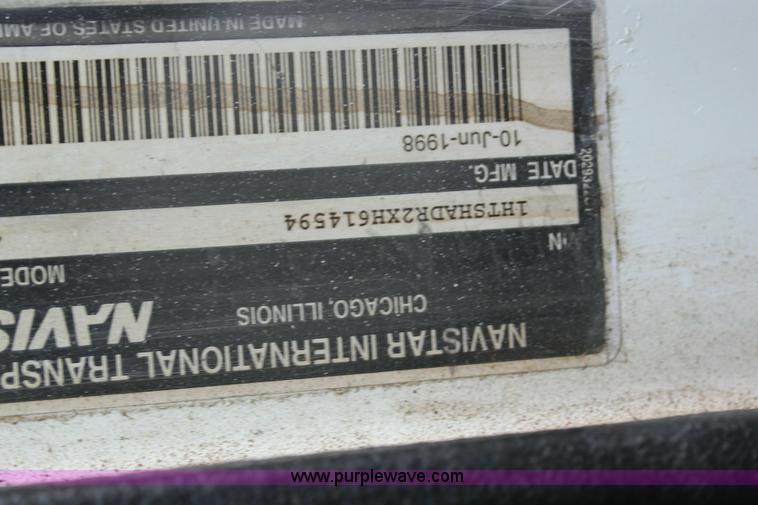 NAVISTAR INTERNATIONAL TRANSP
CHICAGO, ILLINOIS
NAVIS
MODE
1HTSHADR2XH614594
DATE MFG.
10-Jun-1998
MADE IN UNITED STATES OF AME
www.purplewave.com